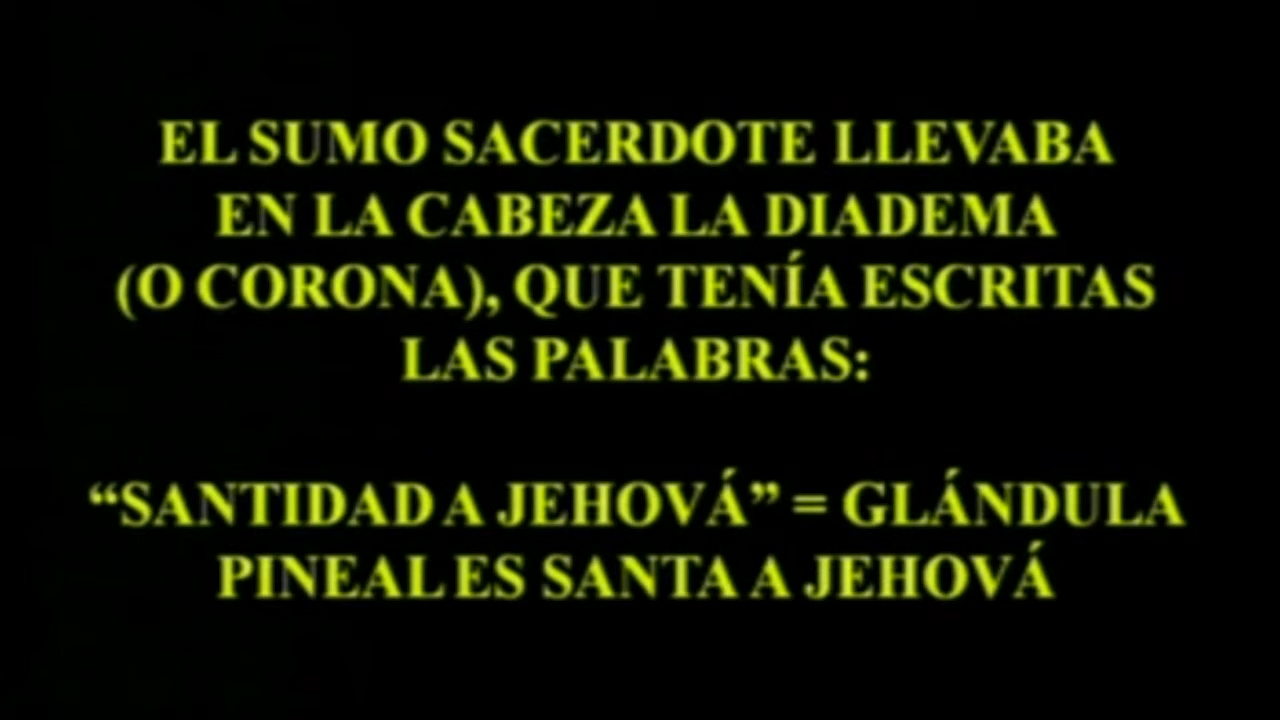 EL SUMO SACERDOTE LLEVABA
EN LA CABEZA LA DIADEMA
(O CORONA), QUE TENÍA ESCRITAS
LAS PALABRAS:
“SANTIDAD A JEHOVÁ” = GLÁNDULA
PINEAL ES SANTA A JEHOVÁ